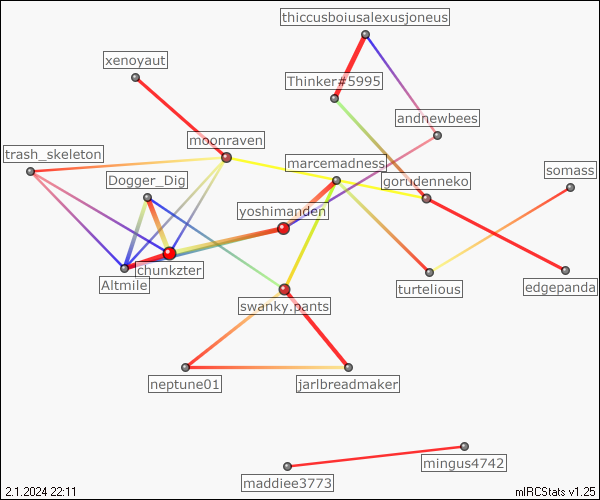 thiccusboiusalexusjoneus
xenoyaut
Thinker#5995
andnewbees
moonraven
trash_skeleton
marcemadness
somass
Dogger_Dig
gorudenneko
yoshimanden
chunkzter
Altmile
turtelious
edgepanda
swanky.pants
neptune01
jarlbreadmaker
mingus4742
maddiee3773
2.1.2024 22:11
mIRCStats v1.25